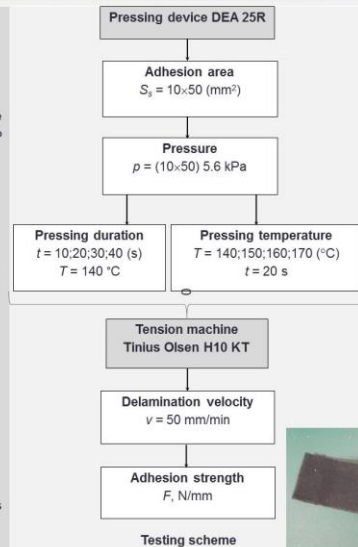 Pressing device DEA 25R
Adhesion area
Sₛ = 10×50 (mm²)
Pressure
p = (10×50) 5.6 kPa
Pressing duration
t = 10;20;30;40 (s)
T = 140 °C
Pressing temperature
T = 140;150;160;170 (°C)
t = 20 s
Tension machine
Tinius Olsen H10 KT
Delamination velocity
v = 50 mm/min
Adhesion strength
F, N/mm
Testing scheme